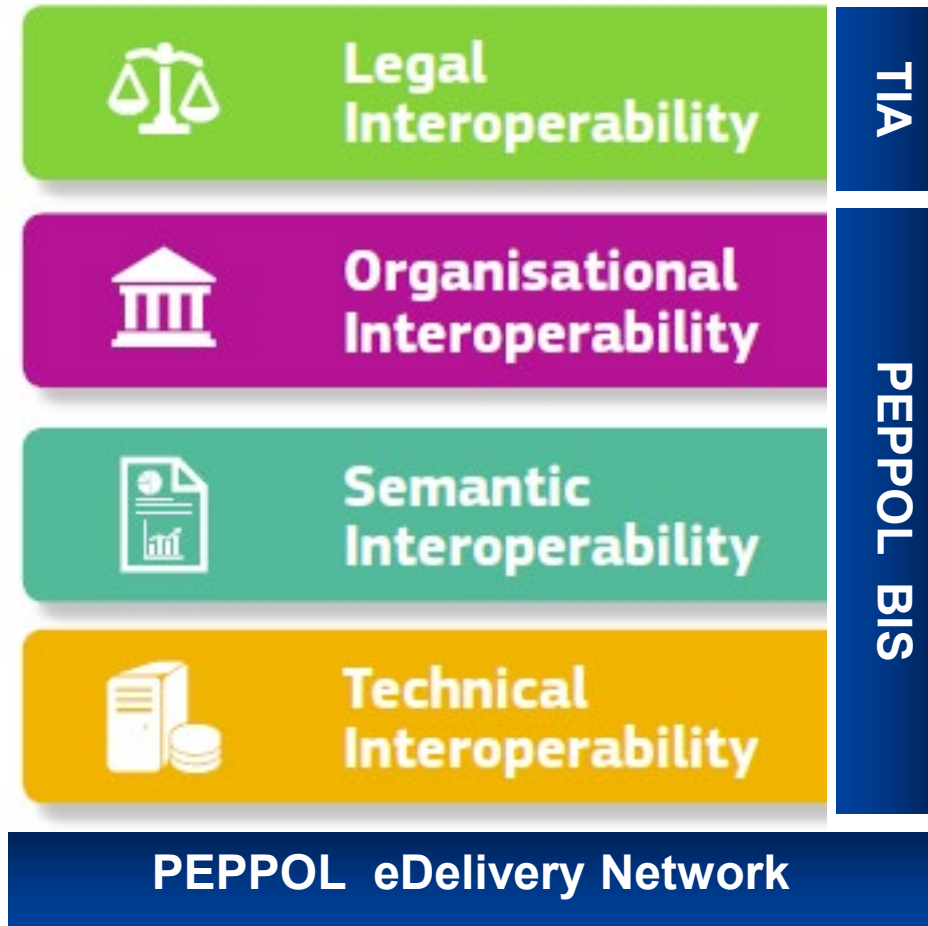 Legal
Interoperability
TIA
Organisational
Interoperability
Semantic
Interoperability
Technical
Interoperability
PEPPOL BIS
PEPPOL eDelivery Network